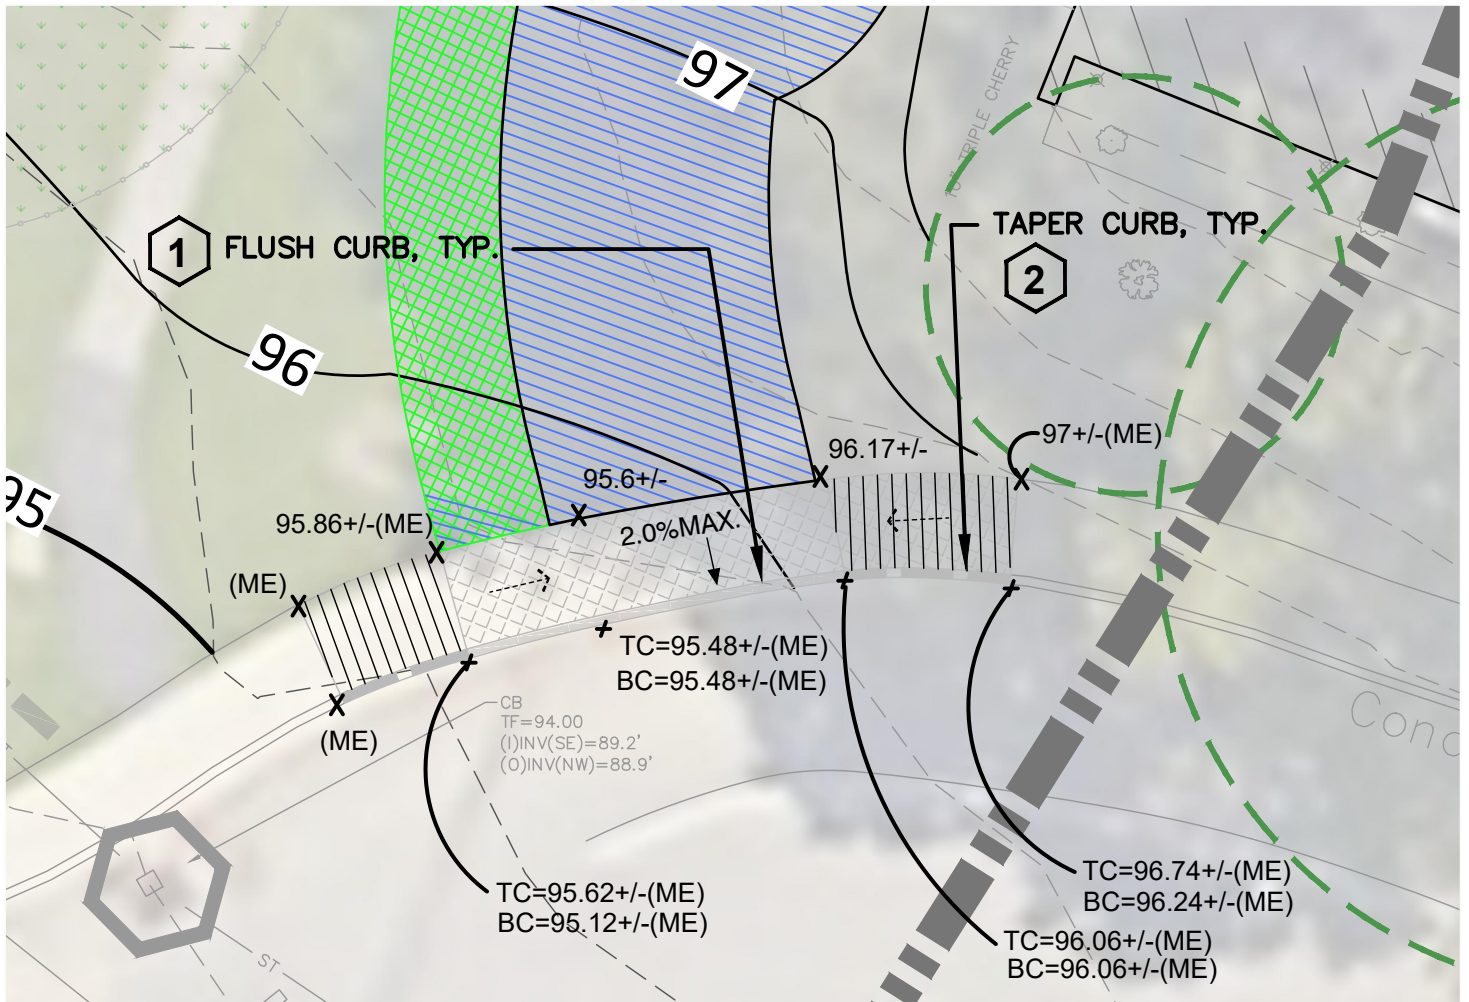 97
10" TRIPLE CHERRY
1 FLUSH CURB, TYP.
TAPER CURB, TYP.
2
96
95
96.17+/-
97+/-(ME)
95.6+/-
95.86+/-(ME)
2.0%MAX.
(ME)
TC=95.48+/-(ME)
BC=95.48+/-(ME)
(ME)
CB
TF=94.00
(I)INV(SE)=89.2'
(O)INV(NW)=88.9'
Conc
TC=95.62+/-(ME)
BC=95.12+/-(ME)
TC=96.74+/-(ME)
BC=96.24+/-(ME)
TC=96.06+/-(ME)
BC=96.06+/-(ME)
ST